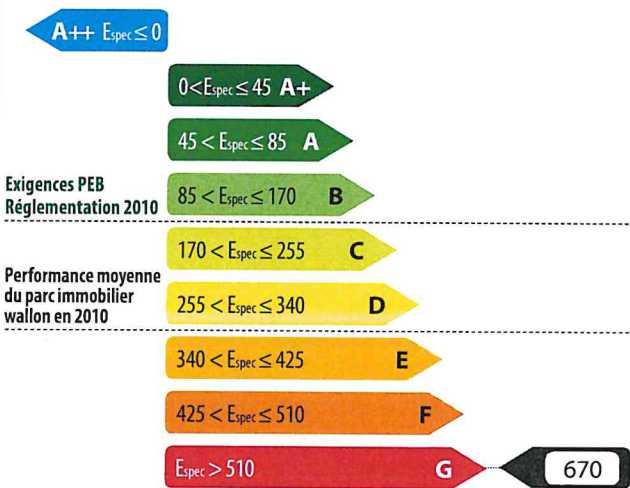 A++ Espec ≤ 0
0 < Espec ≤ 45 A+
45 < Espec ≤ 85 A
Exigences PEB
Réglementation 2010
85 < Espec ≤ 170 B
170 < Espec ≤ 255 C
Performance moyenne
du parc immobilier
wallon en 2010
255 < Espec ≤ 340 D
340 < Espec ≤ 425 E
425 < Espec ≤ 510 F
Espec > 510 G
670